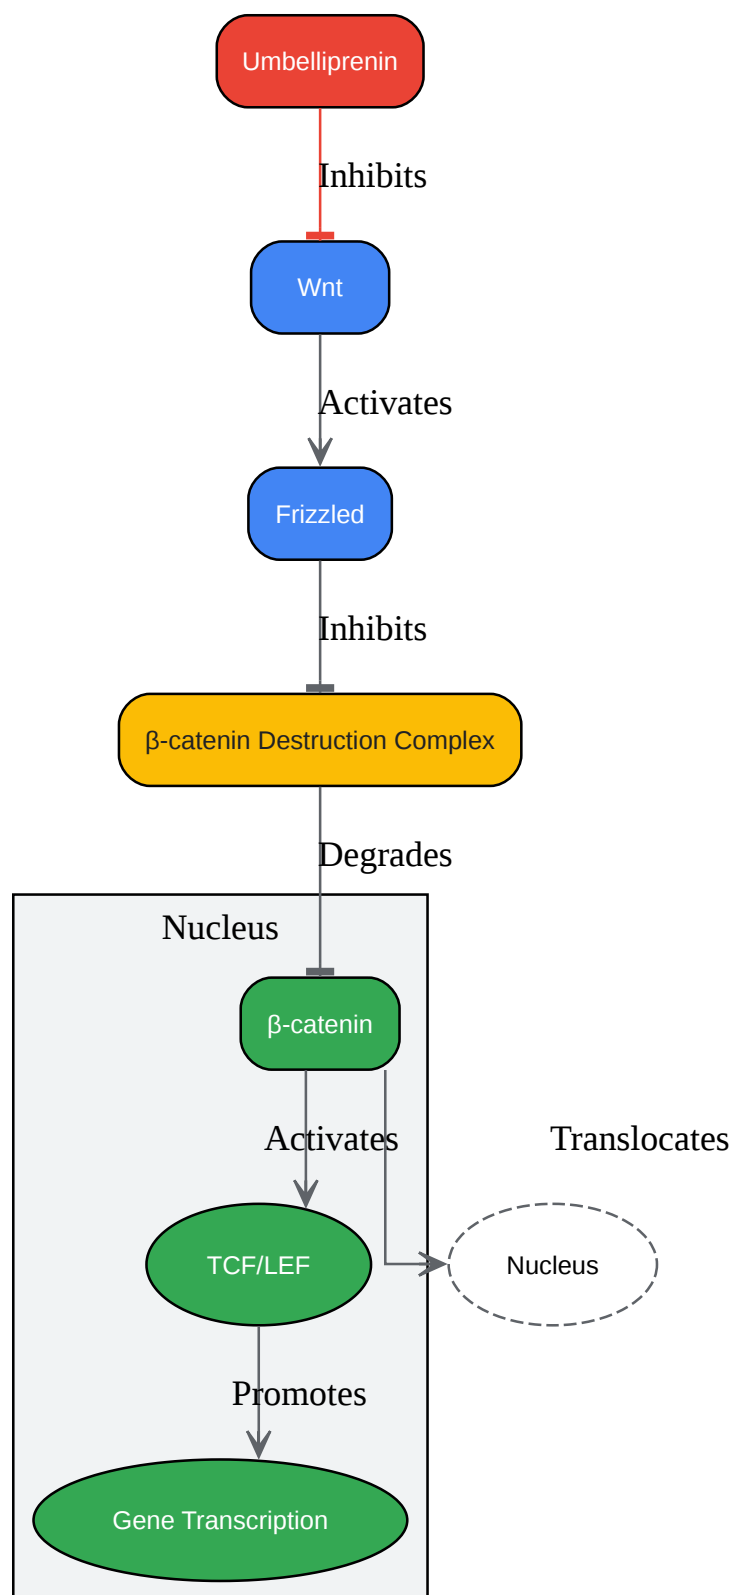 Umbelliprenin
Inhibits
Wnt
Activates
Frizzled
Inhibits
β-catenin Destruction Complex
Degrades
Nucleus
β-catenin
Activates
Translocates
TCF/LEF
Nucleus
Promotes
Gene Transcription